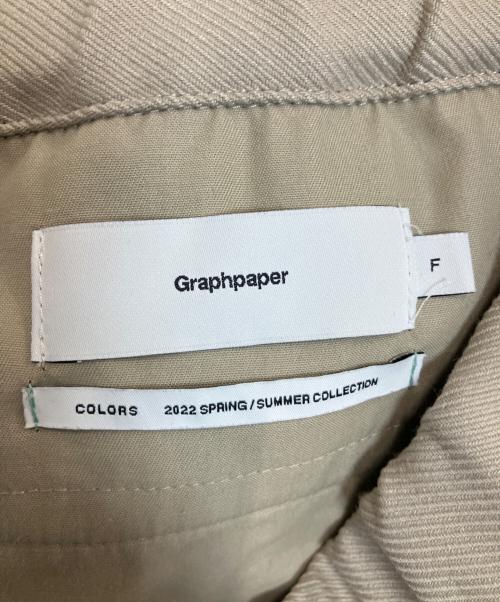 Graphpaper
F
COLORS 2022 SPRING / SUMMER COLLECTION